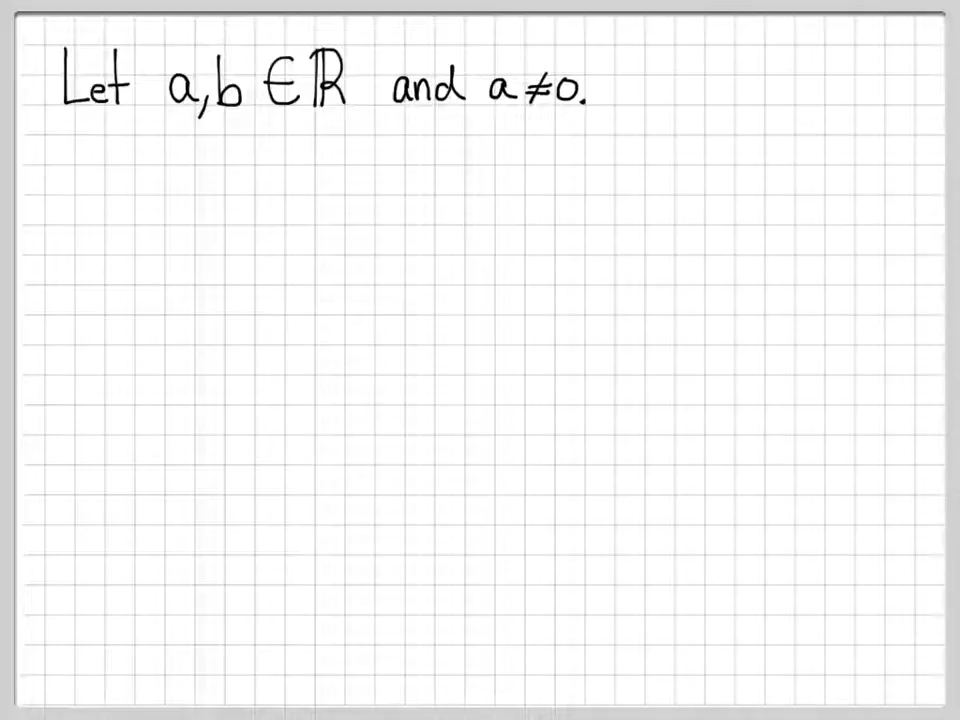 Let a, b ∈ ℝ and a ≠ 0.